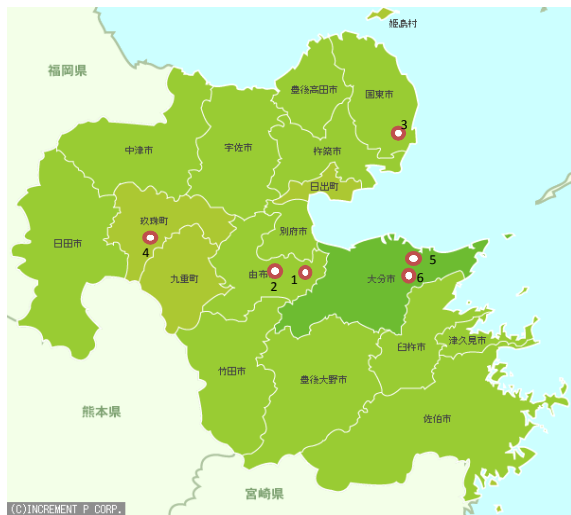 姫島村
福岡県
豊後高田市
国東市
3
中津市
宇佐市
杵築市
日出町
玖珠町
別府市
日田市
4
5
九重町
由布
2
1
大分市
6
臼杵市
津久見市
竹田市
豊後大野市
熊本県
佐伯市
宮崎県
(C)INCREMENT P CORP.